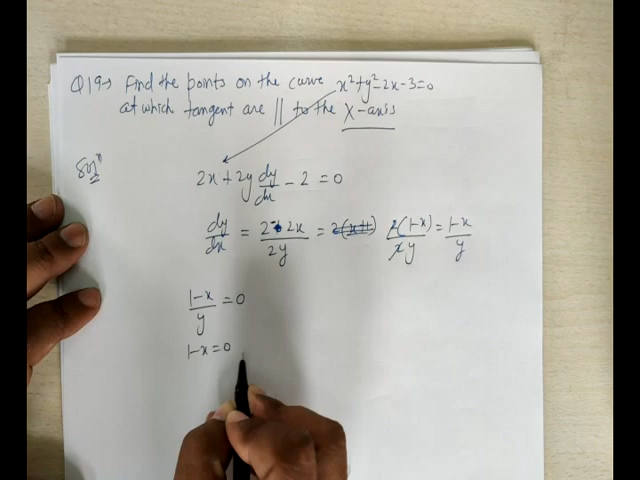 Q19→ Find the points on the curve x²+y²-2x-3=0
at which tangent are || to the X-axis
Solⁿ
2x + 2y dy/dx - 2 = 0
dy/dx = (2-2x)/2y = 2(1-x)/2y = (1-x)/y
(1-x)/y = 0
1-x=0